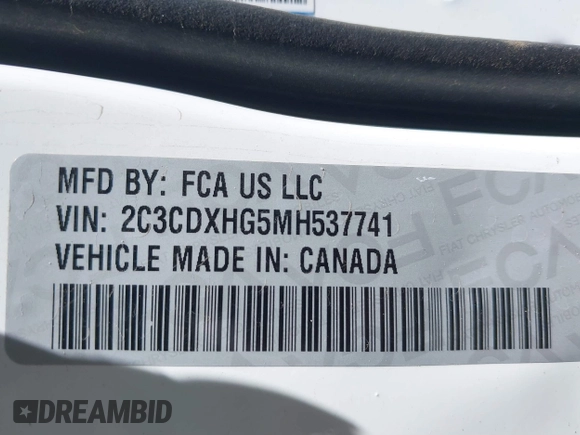 MFD BY: FCA US LLC
VIN: 2C3CDXHG5MH537741
VEHICLE MADE IN: CANADA
DREAMBID